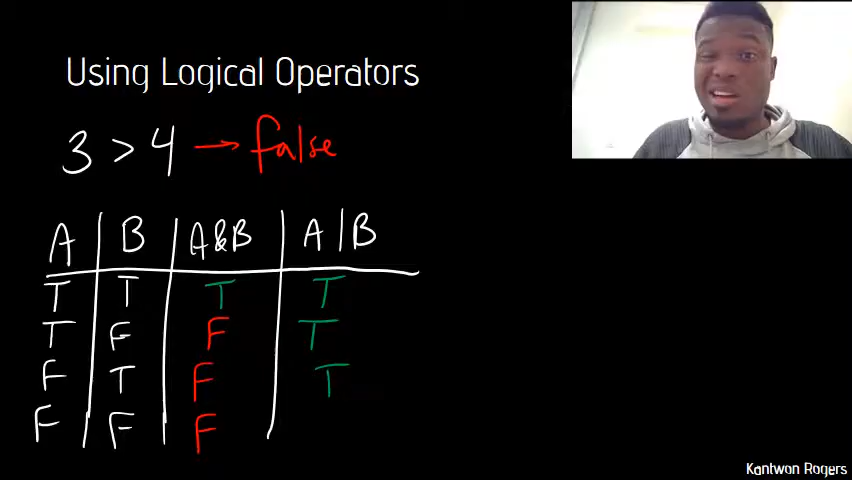 Using Logical Operators
3 > 4 → false
A | B | A&B | A | B
T T T T
T F F T
F T F T
F F F
Kantwon Rogers